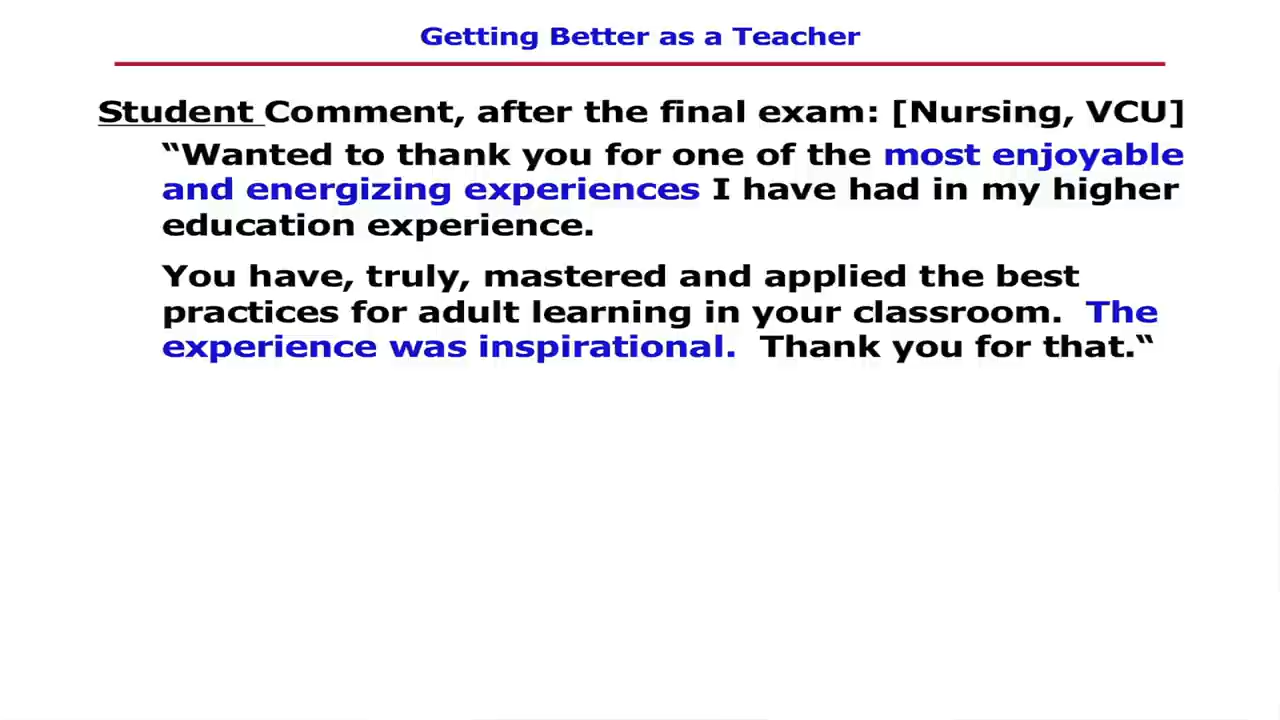 Getting Better as a Teacher
Student Comment, after the final exam: [Nursing, VCU]
“Wanted to thank you for one of the most enjoyable
and energizing experiences I have had in my higher
education experience.
You have, truly, mastered and applied the best
practices for adult learning in your classroom.  The
experience was inspirational.  Thank you for that.“